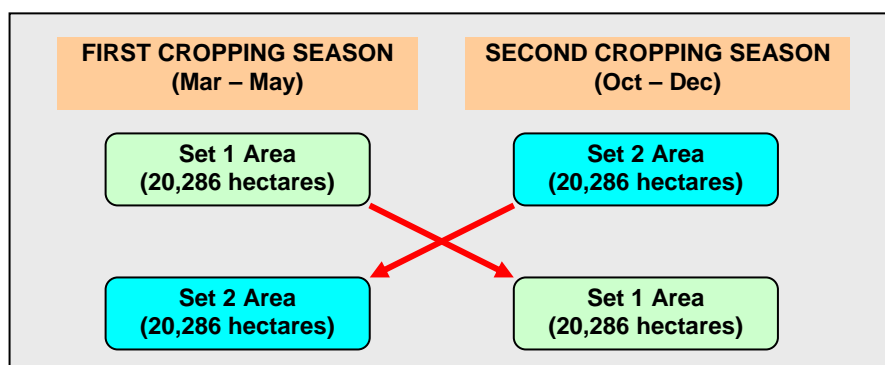 FIRST CROPPING SEASON
(Mar – May)
SECOND CROPPING SEASON
(Oct – Dec)
Set 1 Area
(20,286 hectares)
Set 2 Area
(20,286 hectares)
Set 2 Area
(20,286 hectares)
Set 1 Area
(20,286 hectares)